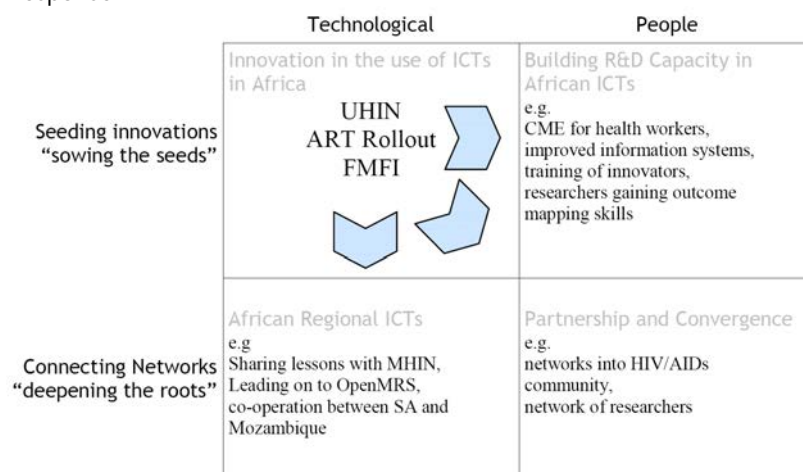 Technological
People
Seeding innovations
“sowing the seeds”
Innovation in the use of ICTs
in Africa
UHIN
ART Rollout
FMFI
Building R&D Capacity in
African ICTs
e.g.
CME for health workers,
improved information systems,
training of innovators,
researchers gaining outcome
mapping skills
Connecting Networks
“deepening the roots”
African Regional ICTs
e.g
Sharing lessons with MHIN,
Leading on to OpenMRS,
co-operation between SA and
Mozambique
Partnership and Convergence
e.g.
networks into HIV/AIDs
community,
network of researchers